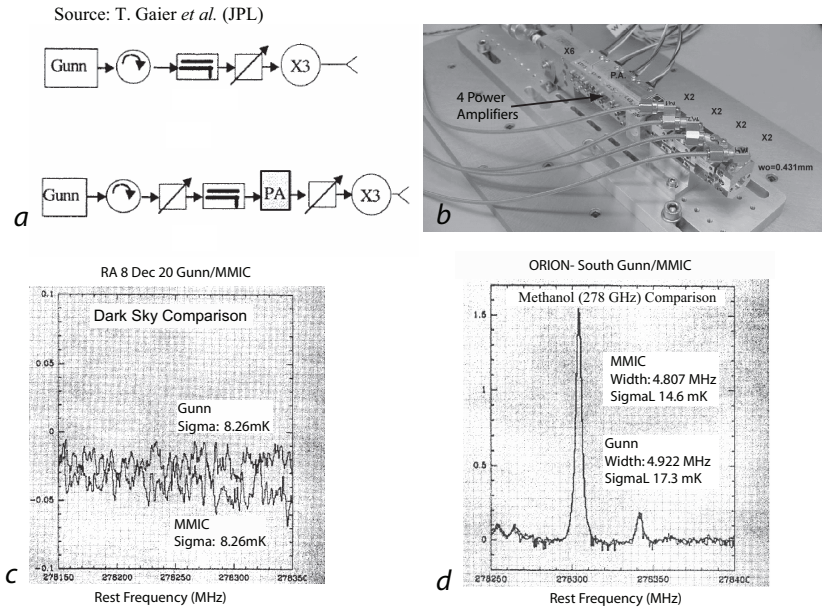 Source: T. Gaier et al. (JPL)
Gunn
X3
Gunn
PA
X3
a
X6
P.A.
4 Power
Amplifiers
X2
X2
X2
X2
wo=0.431mm
b
RA 8 Dec 20 Gunn/MMIC
0.1
Dark Sky Comparison
0.05
0
Gunn
Sigma: 8.26mK
-0.05
MMIC
Sigma: 8.26mK
-0.1
278150
278200
278250
278300
278350
c
Rest Frequency (MHz)
ORION- South Gunn/MMIC
Methanol (278 GHz) Comparison
1.5
MMIC
Width: 4.807 MHz
SigmaL 14.6 mK
1
Gunn
Width: 4.922 MHz
SigmaL 17.3 mK
0.5
0
278250
278300
278350
278400
d
Rest Frequency (MHz)